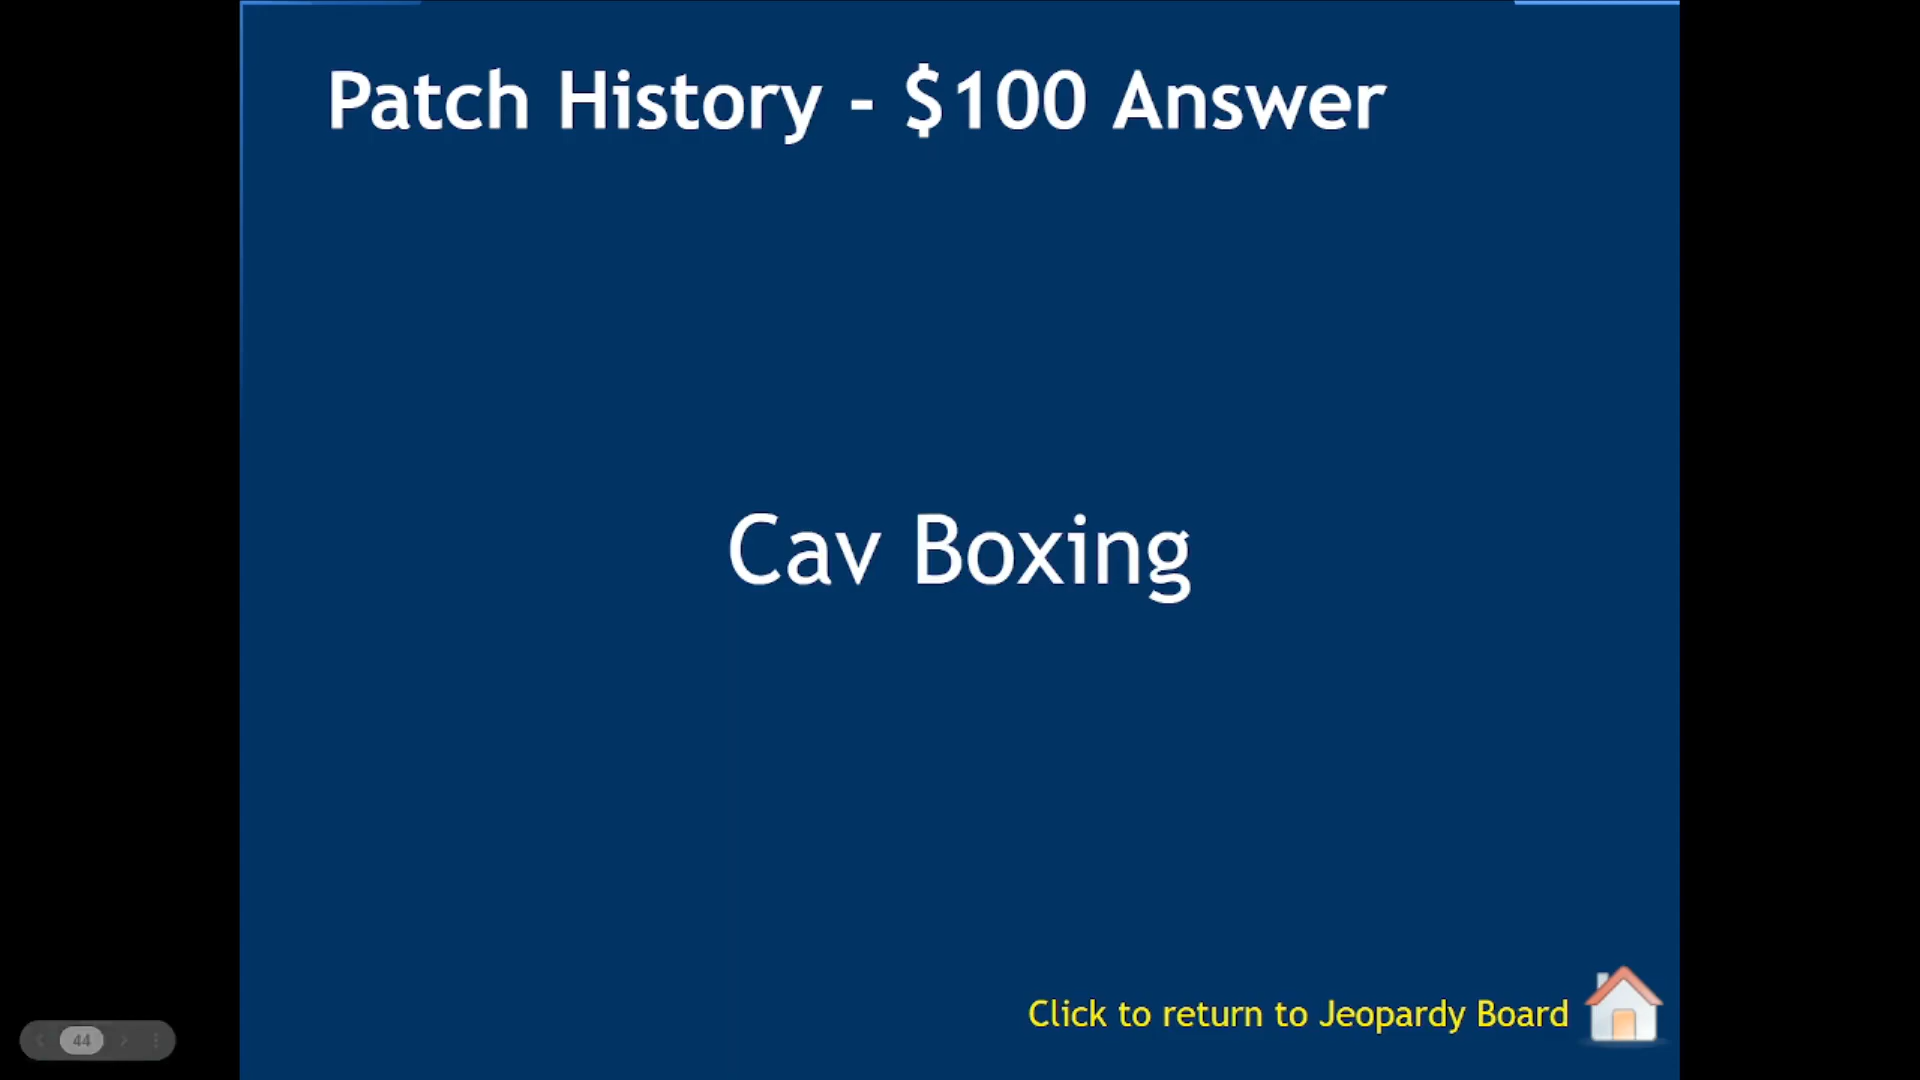 Patch History - $100 Answer
Cav Boxing
Click to return to Jeopardy Board
44